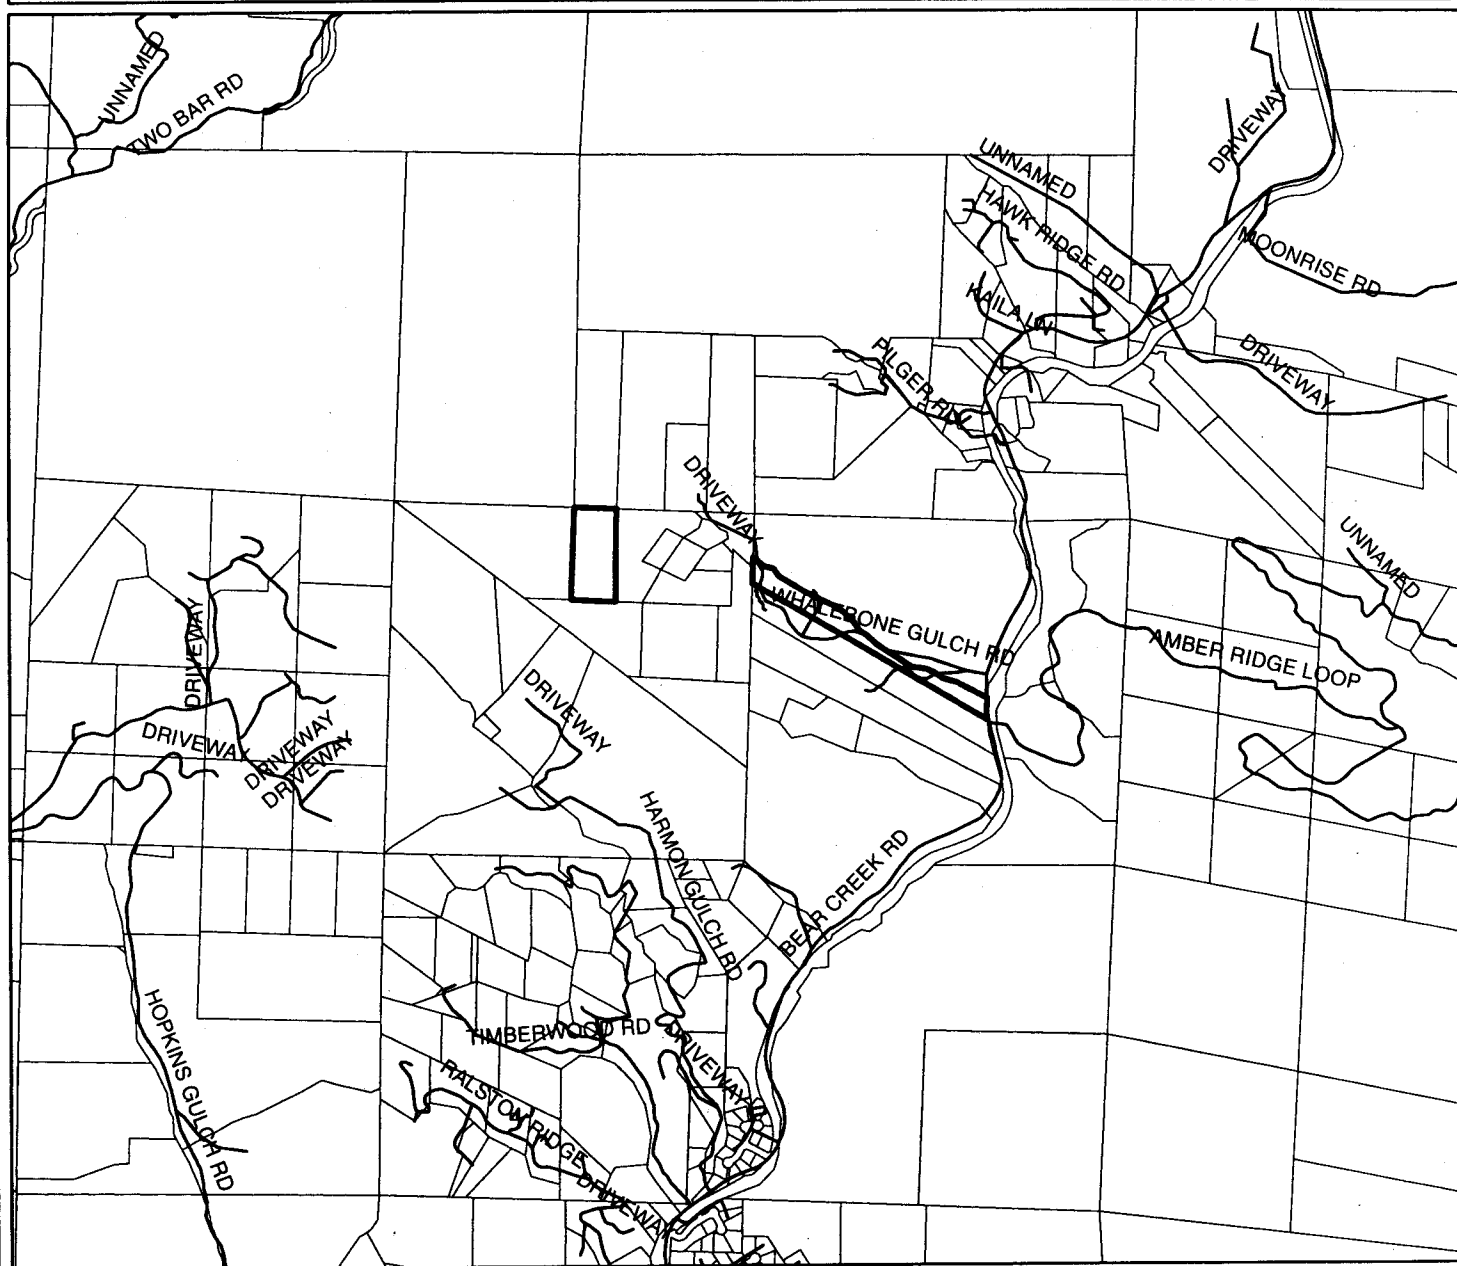 UNNAMED
TWO BAR RD
DRIVEWAY
UNNAMED
HAWK RIDGE RD
MOONRISE RD
KAILA LN
DRIVEWAY
PILGER RD
DRIVEWAY
UNNAMED
WHALEBONE GULCH RD
AMBER RIDGE LOOP
DRIVEWAY
DRIVEWAY
DRIVEWAY
DRIVEWAY
DRIVEWAY
HARMON GULCH RD
BEAR CREEK RD
HOPKINS GULCH RD
TIMBERWOOD RD
DRIVEWAY
RALSTON RIDGE
DRIVEWAY